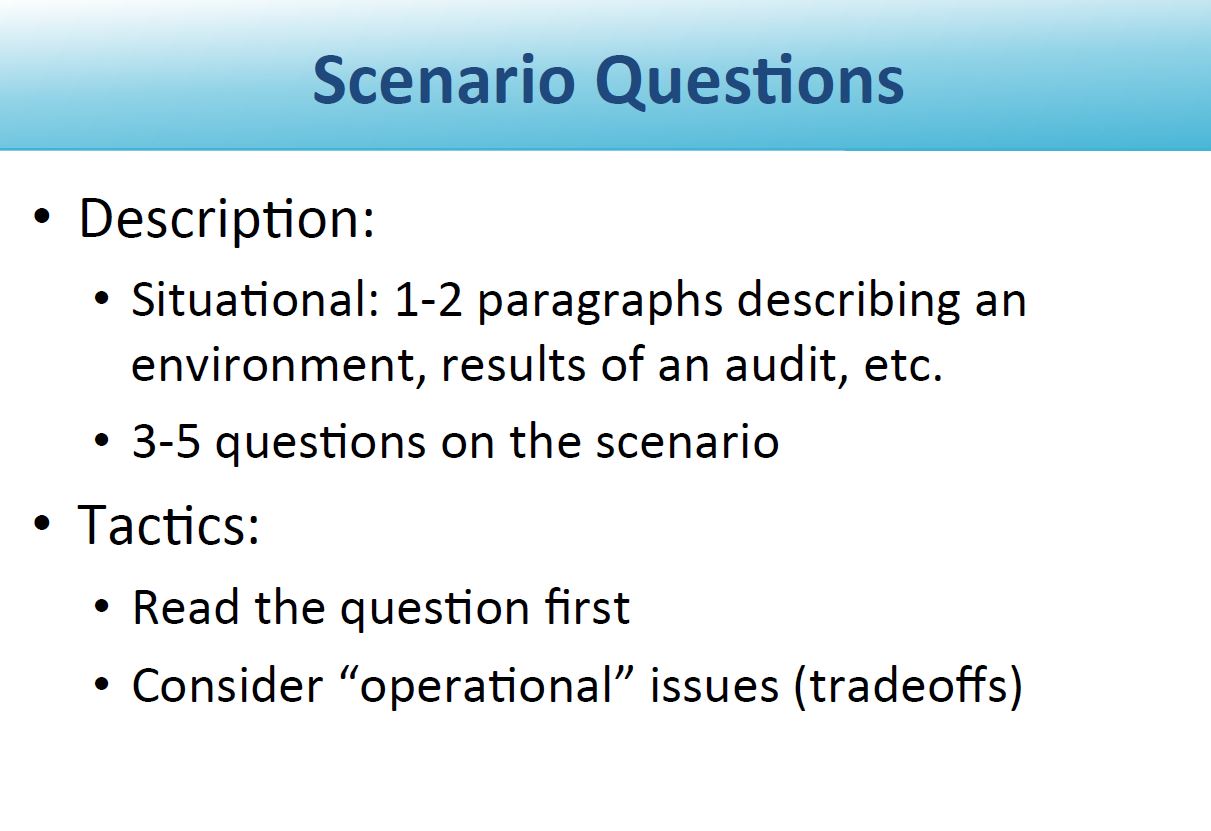 Scenario Questions
• Description:
• Situational: 1-2 paragraphs describing an
environment, results of an audit, etc.
• 3-5 questions on the scenario
• Tactics:
• Read the question first
• Consider “operational” issues (tradeoffs)